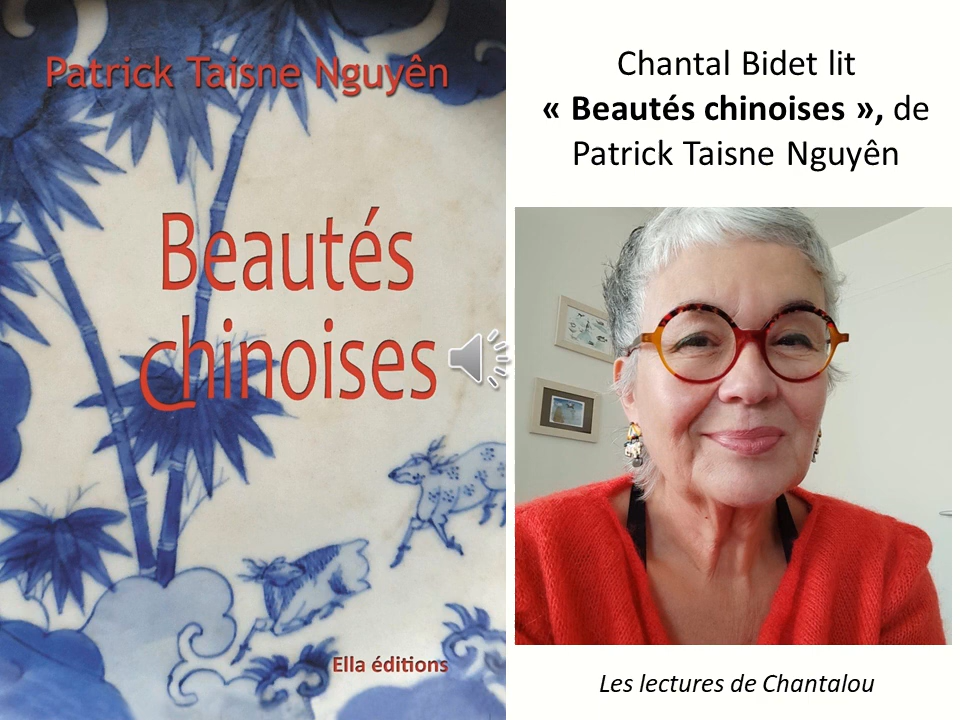 Patrick Taisne Nguyên
Beautés
chinoises
Ella éditions
Chantal Bidet lit
« Beautés chinoises », de
Patrick Taisne Nguyên
Les lectures de Chantalou